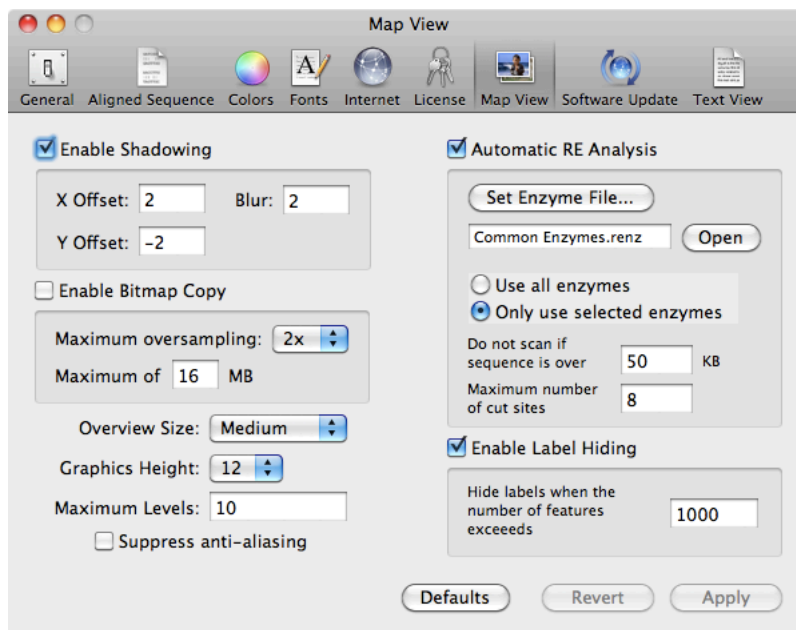 Map View
General Aligned Sequence Colors Fonts Internet License Map View Software Update Text View
Enable Shadowing
X Offset: 2 Blur: 2
Y Offset: -2
Enable Bitmap Copy
Maximum oversampling: 2x
Maximum of 16 MB
Overview Size: Medium
Graphics Height: 12
Maximum Levels: 10
Suppress anti-aliasing
Automatic RE Analysis
Set Enzyme File...
Common Enzymes.renz Open
Use all enzymes
Only use selected enzymes
Do not scan if
sequence is over 50 KB
Maximum number
of cut sites 8
Enable Label Hiding
Hide labels when the
number of features
exceeeds 1000
Defaults Revert Apply